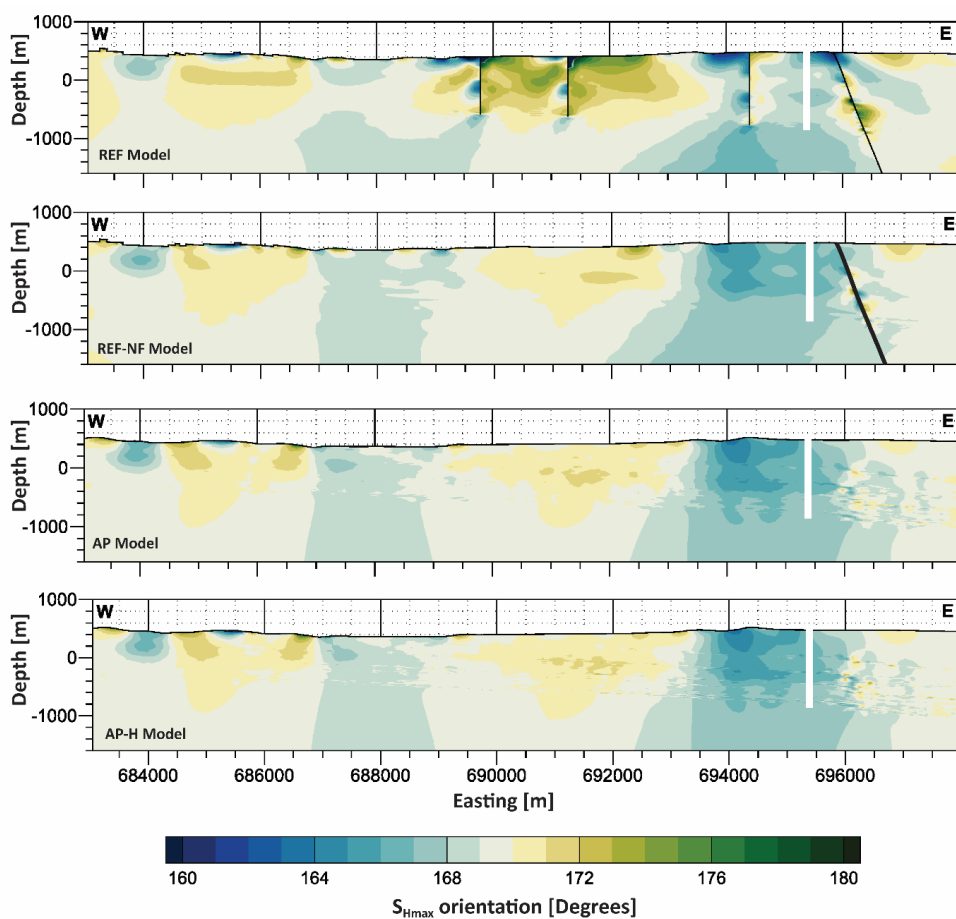 1000
W
E
0
Depth [m]
-1000
REF Model
1000
W
E
0
Depth [m]
-1000
REF-NF Model
1000
W
E
0
Depth [m]
-1000
AP Model
1000
W
E
0
Depth [m]
-1000
AP-H Model
684000 686000 688000 690000 692000 694000 696000
Easting [m]
160 164 168 172 176 180
SHmax orientation [Degrees]